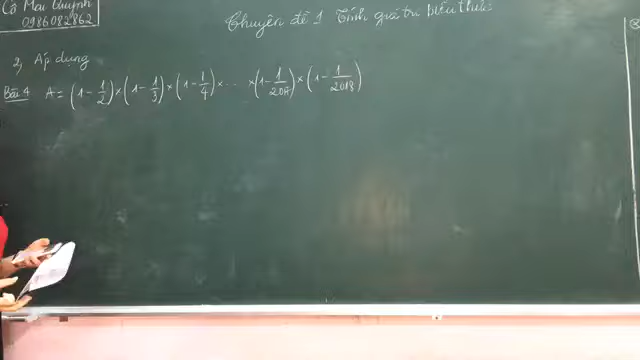 Cô Mai Quỳnh
0986082862
Chuyên đề 1 Tính giá trị biểu thức
2, Áp dụng
Bài 4 A = (1 - 1/2) × (1 - 1/3) × (1 - 1/4) × ... × (1 - 1/2017) × (1 - 1/2018)